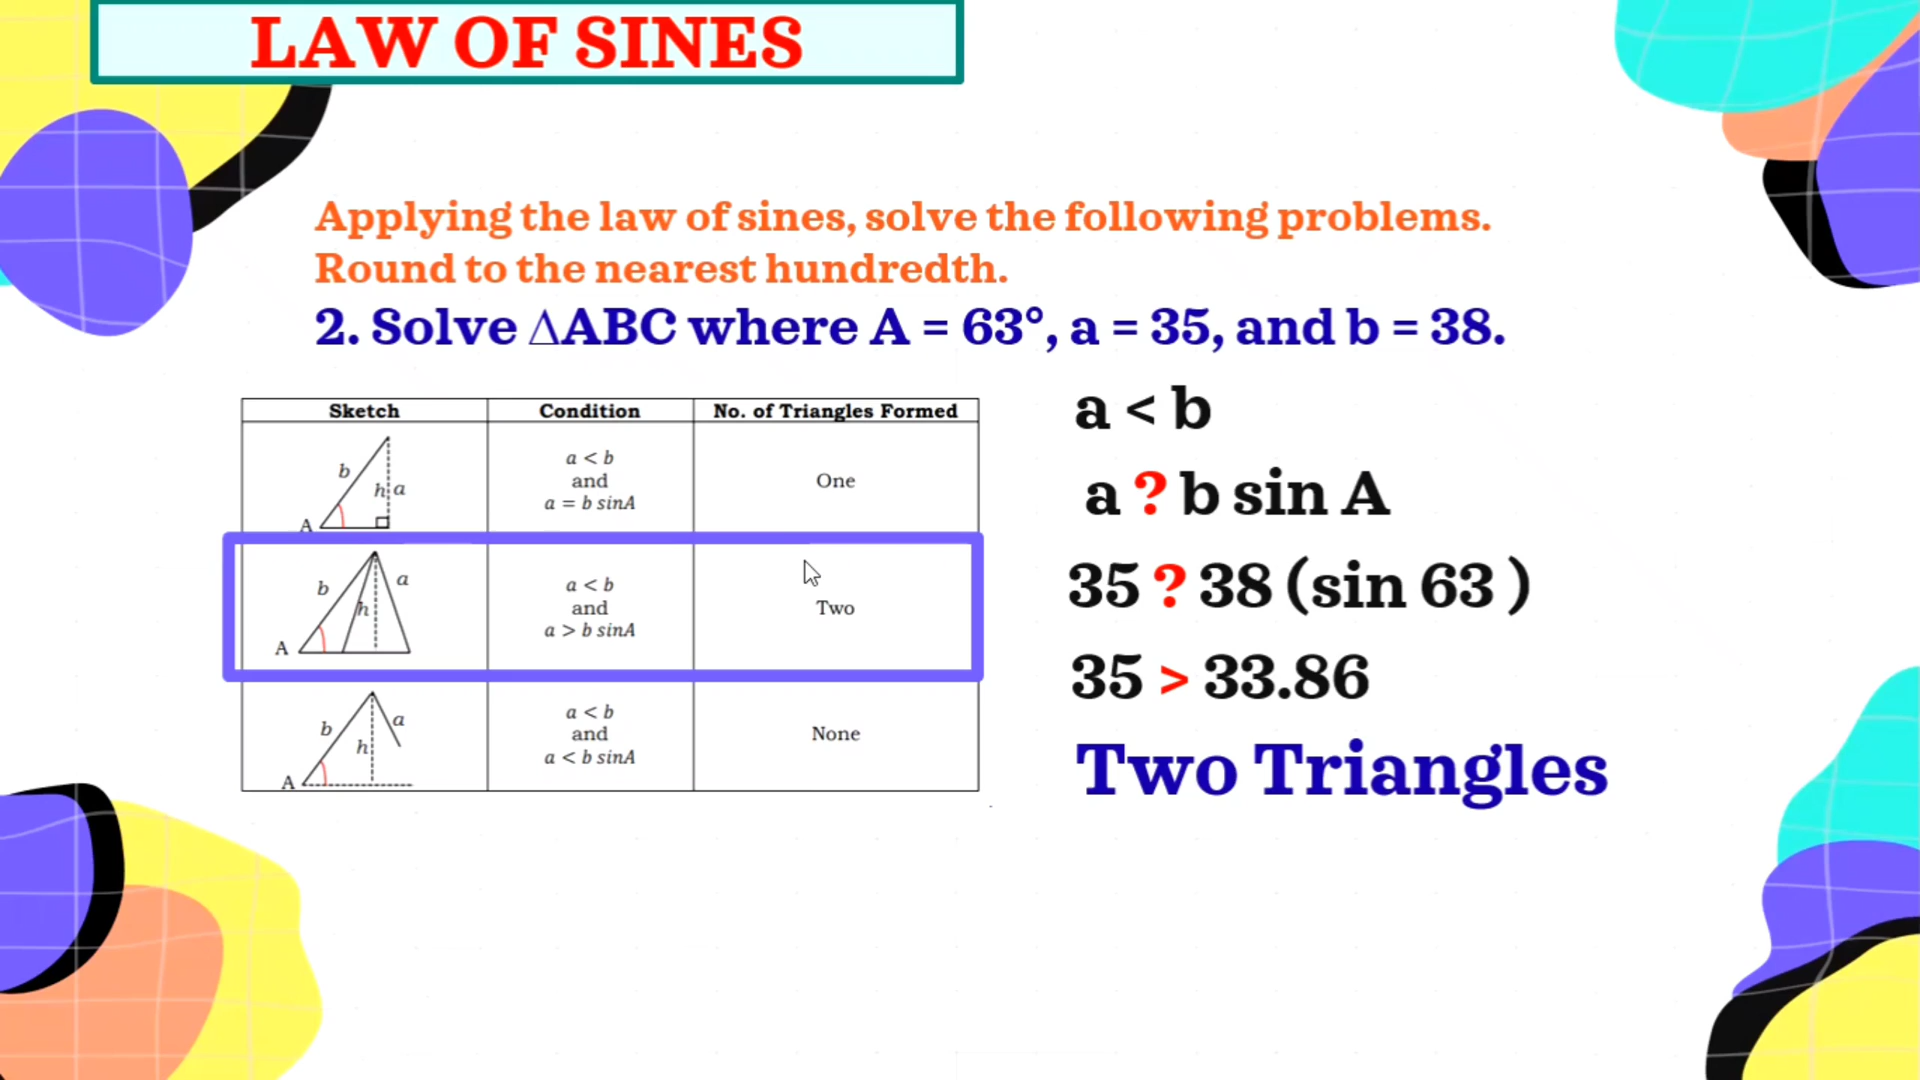 LAW OF SINES
Applying the law of sines, solve the following problems.
Round to the nearest hundredth.
2. Solve △ABC where A = 63°, a = 35, and b = 38.
Sketch Condition No. of Triangles Formed
b h a A
a < b
and
a = b sinA
One
b a h A
a < b
and
a > b sinA
Two
b a h A
a < b
and
a < b sinA
None
a < b
a ? b sin A
35 ? 38 (sin 63 )
35 > 33.86
Two Triangles